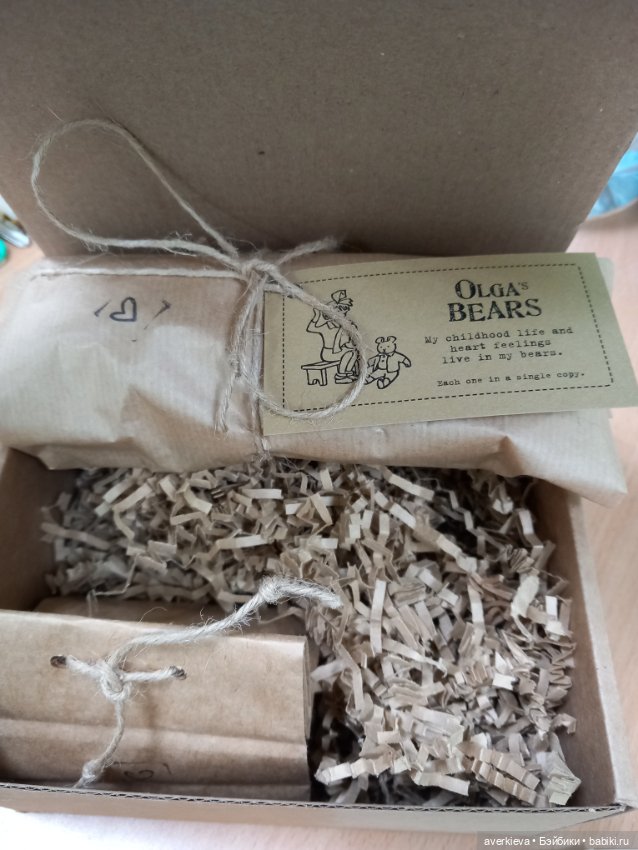 OLGA'S
BEARS
My childhood life and
heart feelings
live in my bears.
Each one in a single copy.
averkieva • Бэйбики • babiki.ru